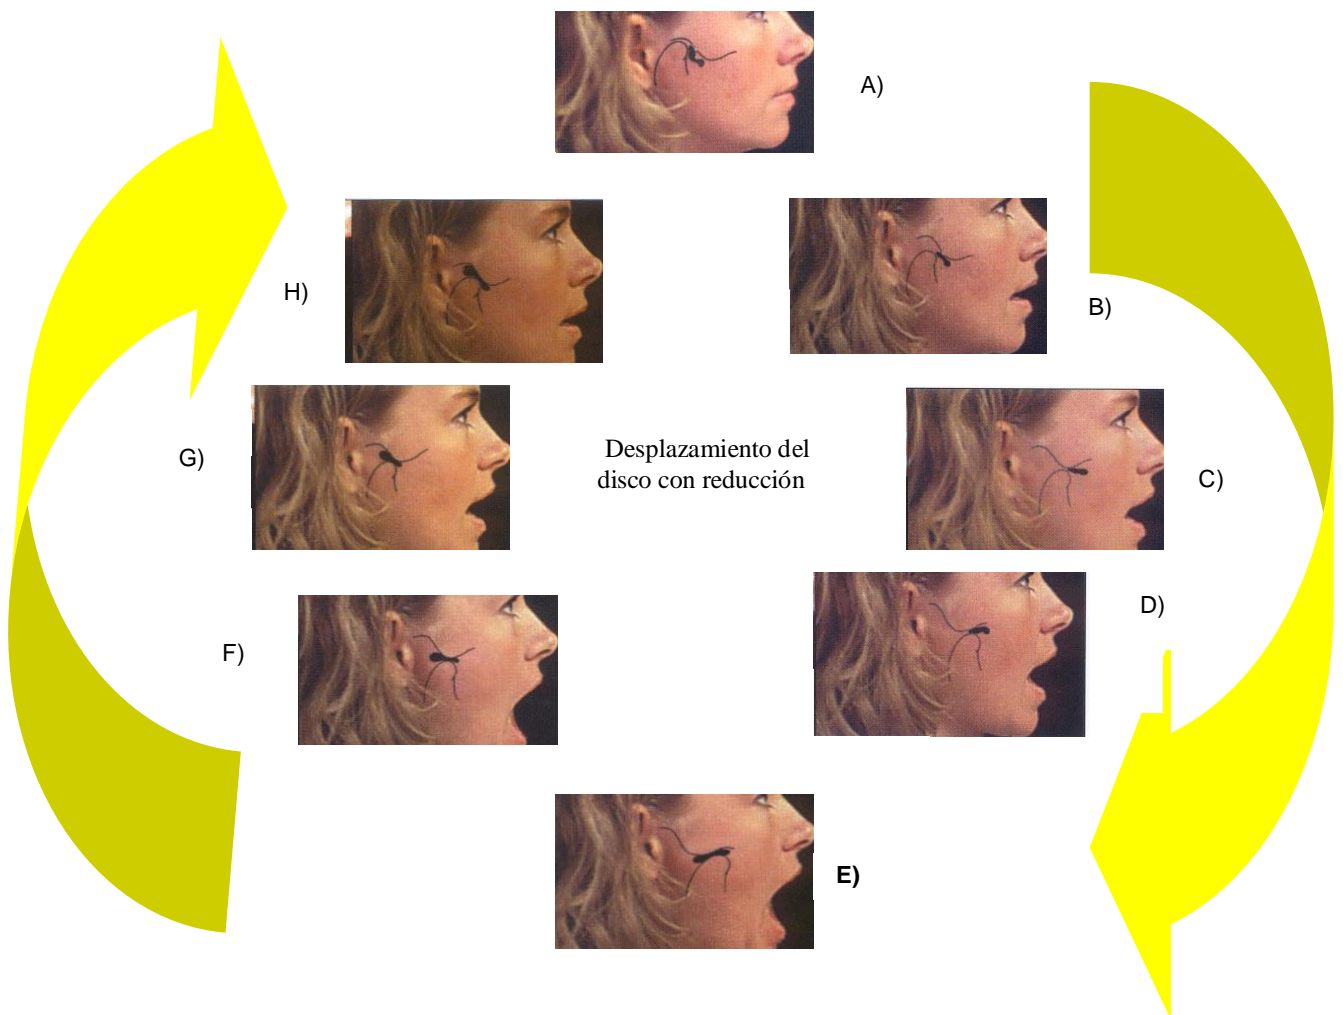 A)
B)
H)
G)
Desplazamiento del
disco con reducción
C)
D)
F)
E)